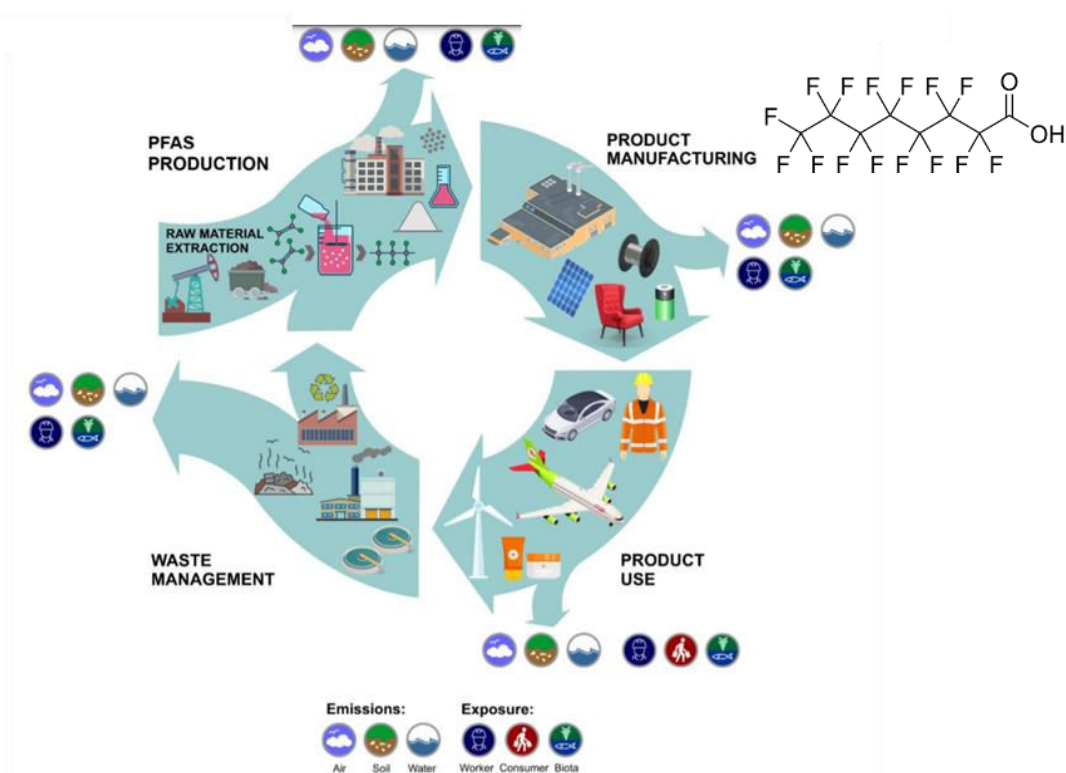 F F F F F F O
F
OH
F F F F F F F F
PFAS
PRODUCTION
PRODUCT
MANUFACTURING
RAW MATERIAL
EXTRACTION
WASTE
MANAGEMENT
PRODUCT
USE
Emissions: Exposure:
Air Soil Water Worker Consumer Biota